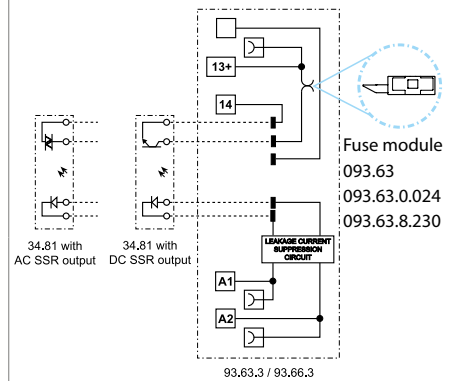 13+
14
Fuse module
093.63
093.63.0.024
093.63.8.230
34.81 with
AC SSR output
34.81 with
DC SSR output
LEAKAGE CURRENT
SUPPRESSION
CIRCUIT
A1
A2
93.63.3 / 93.66.3